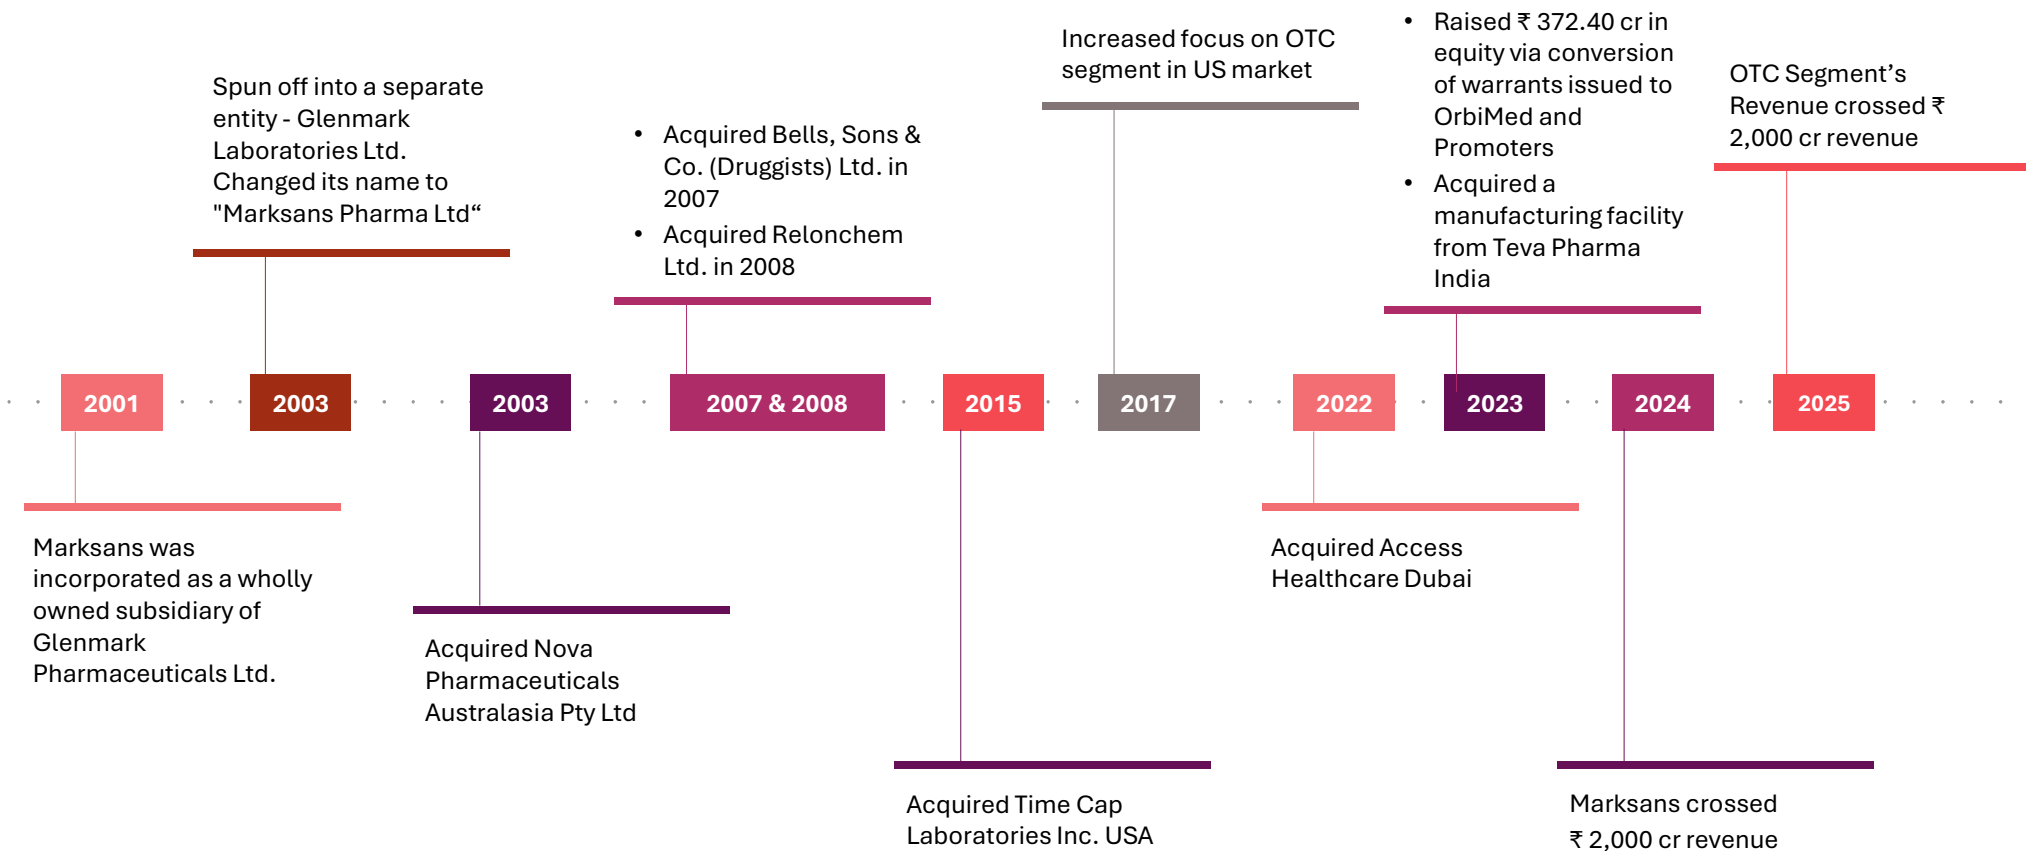 Spun off into a separate
entity - Glenmark
Laboratories Ltd.
Changed its name to
"Marksans Pharma Ltd“
• Acquired Bells, Sons &
Co. (Druggists) Ltd. in
2007
• Acquired Relonchem
Ltd. in 2008
Increased focus on OTC
segment in US market
• Raised ₹ 372.40 cr in
equity via conversion
of warrants issued to
OrbiMed and
Promoters
• Acquired a
manufacturing facility
from Teva Pharma
India
OTC Segment’s
Revenue crossed ₹
2,000 cr revenue
2001
2003
2003
2007 & 2008
2015
2017
2022
2023
2024
2025
Marksans was
incorporated as a wholly
owned subsidiary of
Glenmark
Pharmaceuticals Ltd.
Acquired Nova
Pharmaceuticals
Australasia Pty Ltd
Acquired Time Cap
Laboratories Inc. USA
Acquired Access
Healthcare Dubai
Marksans crossed
₹ 2,000 cr revenue